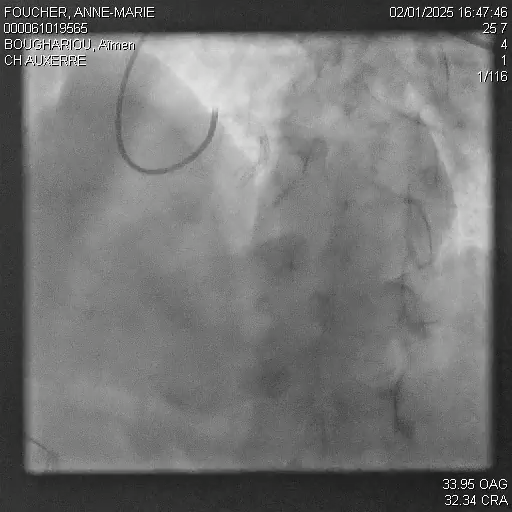 FOUCHER, ANNE-MARIE
000061019565
BOUGHARIOU, Aïmen
CH AUXERRE
02/01/2025 16:47:46
25 7
4
1
1/116
33.95 OAG
32.34 CRA